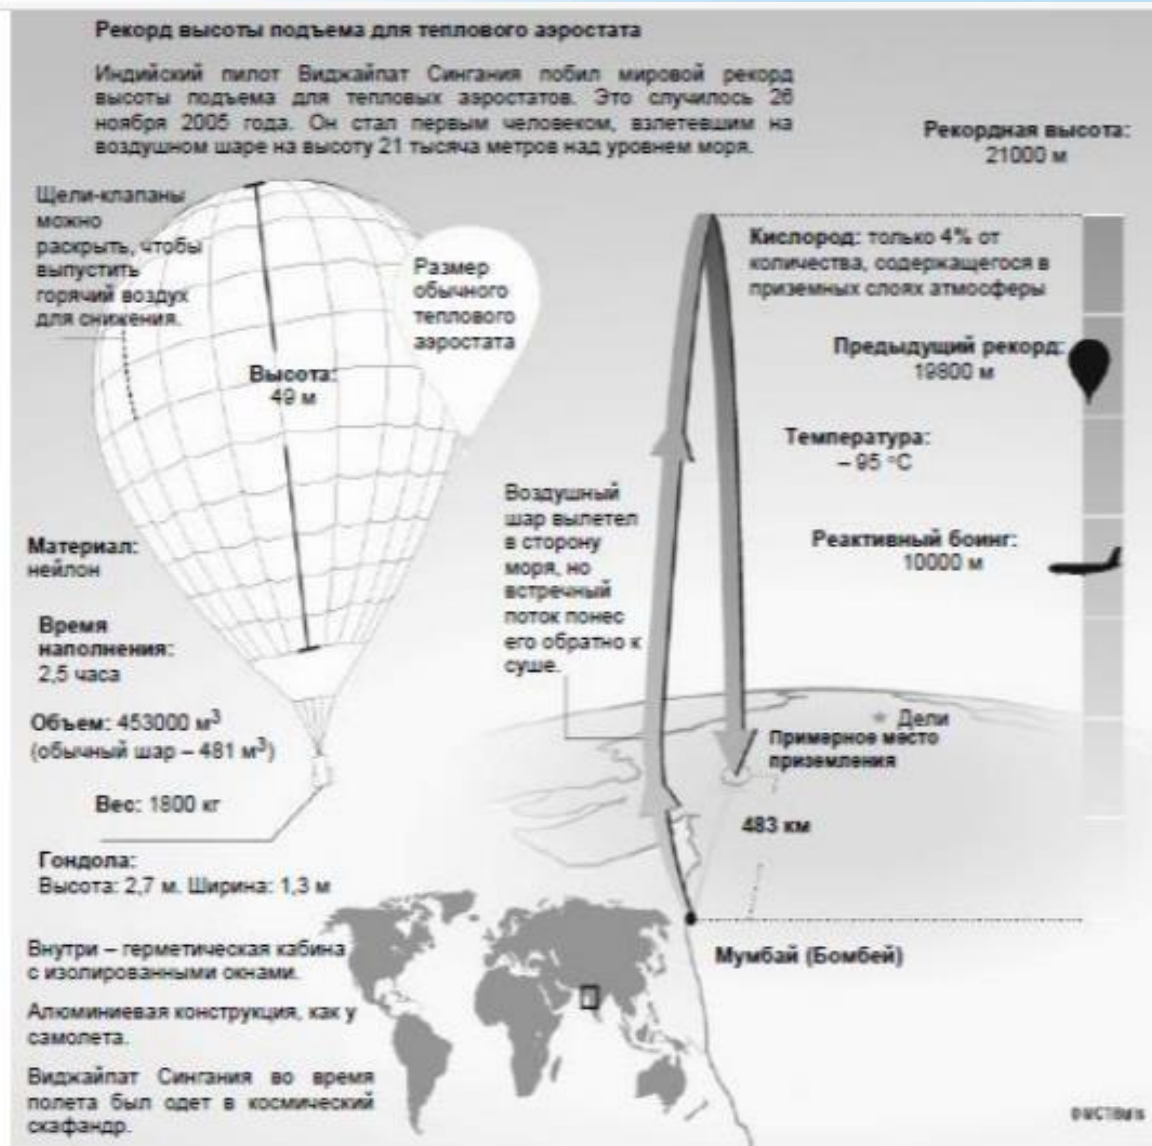 Рекорд высоты подъема для теплового аэростата
Индийский пилот Виджайпат Сингания побил мировой рекорд
высоты подъема для тепловых аэростатов. Это случилось 26
ноября 2005 года. Он стал первым человеком, взлетевшим на
воздушном шаре на высоту 21 тысяча метров над уровнем моря.
Рекордная высота:
21000 м
Щели-клапаны
можно
раскрыть, чтобы
выпустить
горячий воздух
для снижения.
Размер
обычного
теплового
аэростата
Высота:
49 м
Кислород: только 4% от
количества, содержащегося в
приземных слоях атмосферы
Предыдущий рекорд:
19800 м
Температура:
– 95 °C
Реактивный боинг:
10000 м
Воздушный
шар вылетел
в сторону
моря, но
встречный
поток понес
его обратно к
суше.
Материал:
нейлон
Время
наполнения:
2,5 часа
Объем: 453000 м³
(обычный шар – 481 м³)
Вес: 1800 кг
Гондола:
Высота: 2,7 м. Ширина: 1,3 м
Внутри – герметическая кабина
с изолированными окнами.
Алюминиевая конструкция, как у
самолета.
Виджайпат Сингания во время
полета был одет в космический
скафандр.
Дели
Примерное место
приземления
483 км
Мумбай (Бомбей)